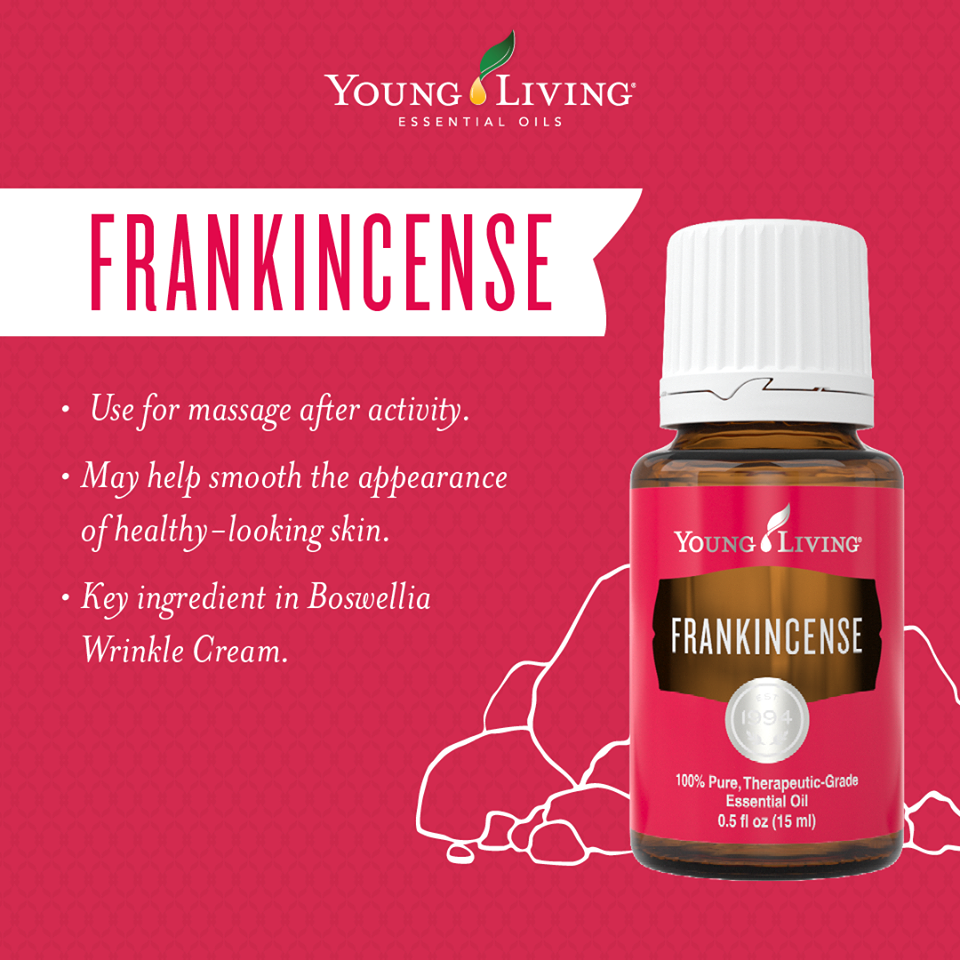 YOUNG LIVING®
ESSENTIAL OILS
FRANKINCENSE
• Use for massage after activity.
• May help smooth the appearance
of healthy-looking skin.
• Key ingredient in Boswellia
Wrinkle Cream.
YOUNG LIVING®
FRANKINCENSE
EST
1994
100% Pure, Therapeutic-Grade
Essential Oil
0.5 fl oz (15 ml)